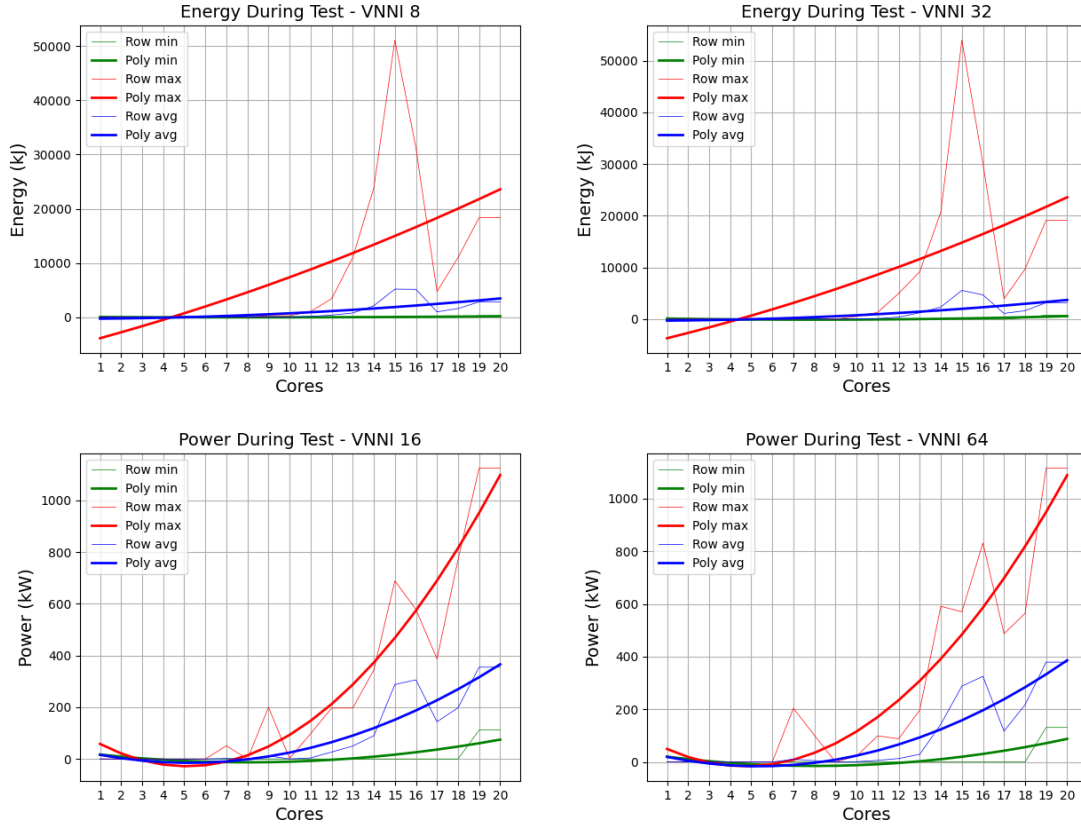 Energy During Test - VNNI 8
Energy (kJ)
50000
40000
30000
20000
10000
0
Row min
Poly min
Row max
Poly max
Row avg
Poly avg
1 2 3 4 5 6 7 8 9 10 11 12 13 14 15 16 17 18 19 20
Cores
Energy During Test - VNNI 32
Energy (kJ)
50000
40000
30000
20000
10000
0
Row min
Poly min
Row max
Poly max
Row avg
Poly avg
1 2 3 4 5 6 7 8 9 10 11 12 13 14 15 16 17 18 19 20
Cores
Power During Test - VNNI 16
Power (kW)
1000
800
600
400
200
0
Row min
Poly min
Row max
Poly max
Row avg
Poly avg
1 2 3 4 5 6 7 8 9 10 11 12 13 14 15 16 17 18 19 20
Cores
Power During Test - VNNI 64
Power (kW)
1000
800
600
400
200
0
Row min
Poly min
Row max
Poly max
Row avg
Poly avg
1 2 3 4 5 6 7 8 9 10 11 12 13 14 15 16 17 18 19 20
Cores